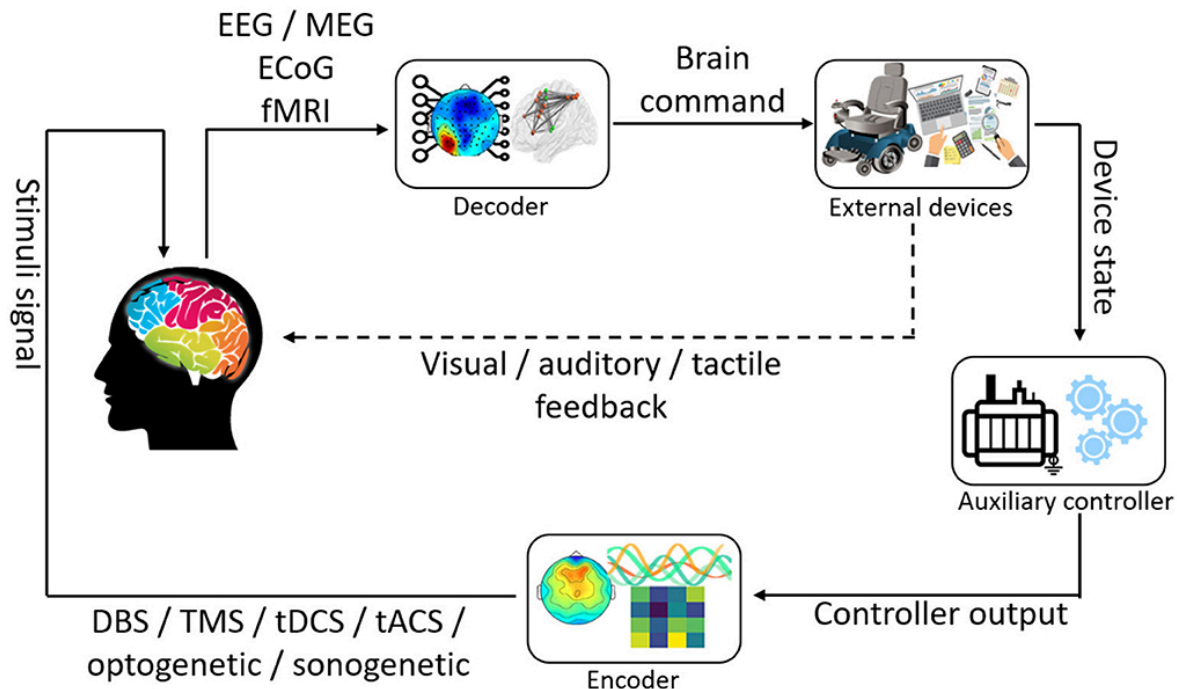 EEG / MEG
ECoG
fMRI
Brain
command
Decoder
External devices
Device state
Stimuli signal
Visual / auditory / tactile
feedback
Auxiliary controller
Controller output
DBS / TMS / tDCS / tACS /
optogenetic / sonogenetic
Encoder